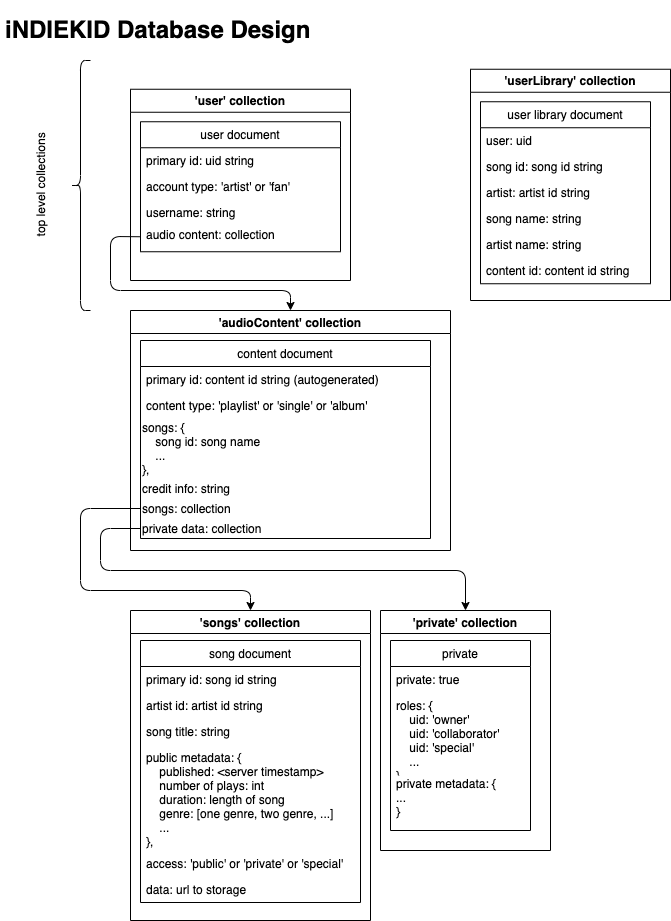 iNDIEKID Database Design
top level collections
'user' collection
user document
primary id: uid string
account type: 'artist' or 'fan'
username: string
audio content: collection
'userLibrary' collection
user library document
user: uid
song id: song id string
artist: artist id string
song name: string
artist name: string
content id: content id string
'audioContent' collection
content document
primary id: content id string (autogenerated)
content type: 'playlist' or 'single' or 'album'
songs: {
song id: song name
...
},
credit info: string
songs: collection
private data: collection
'songs' collection
song document
primary id: song id string
artist id: artist id string
song title: string
public metadata: {
published: <server timestamp>
number of plays: int
duration: length of song
genre: [one genre, two genre, ...]
...
},
access: 'public' or 'private' or 'special'
data: url to storage
'private' collection
private
private: true
roles: {
uid: 'owner'
uid: 'collaborator'
uid: 'special'
...
private metadata: {
...
}